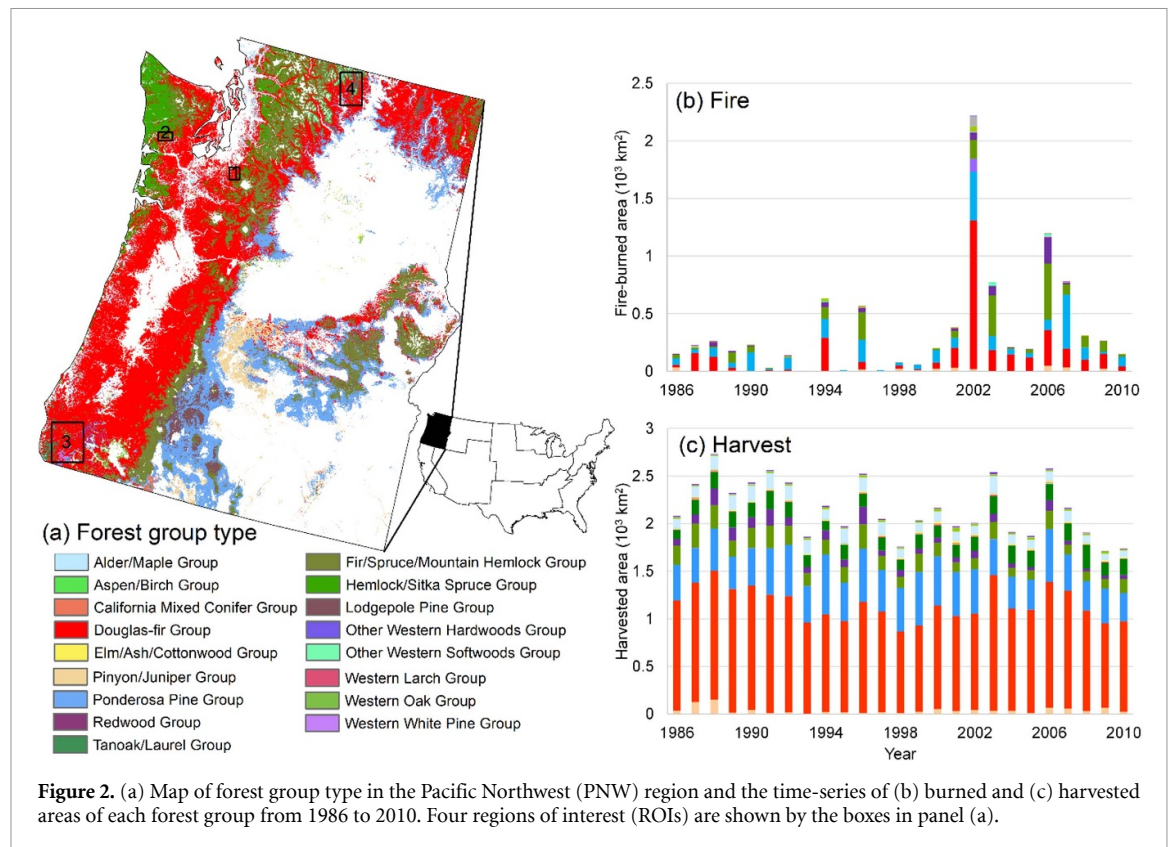 4
2
1
3
(a) Forest group type
Alder/Maple Group
Aspen/Birch Group
California Mixed Conifer Group
Douglas-fir Group
Elm/Ash/Cottonwood Group
Pinyon/Juniper Group
Ponderosa Pine Group
Redwood Group
Tanoak/Laurel Group
Fir/Spruce/Mountain Hemlock Group
Hemlock/Sitka Spruce Group
Lodgepole Pine Group
Other Western Hardwoods Group
Other Western Softwoods Group
Western Larch Group
Western Oak Group
Western White Pine Group
(b) Fire
Fire-burned area (10³ km²)
2.5
2
1.5
1
0.5
0
1986 1990 1994 1998 2002 2006 2010
(c) Harvest
Harvested area (10³ km²)
3
2.5
2
1.5
1
0.5
0
1986 1990 1994 1998 2002 2006 2010
Year
Figure 2. (a) Map of forest group type in the Pacific Northwest (PNW) region and the time-series of (b) burned and (c) harvested
areas of each forest group from 1986 to 2010. Four regions of interest (ROIs) are shown by the boxes in panel (a).